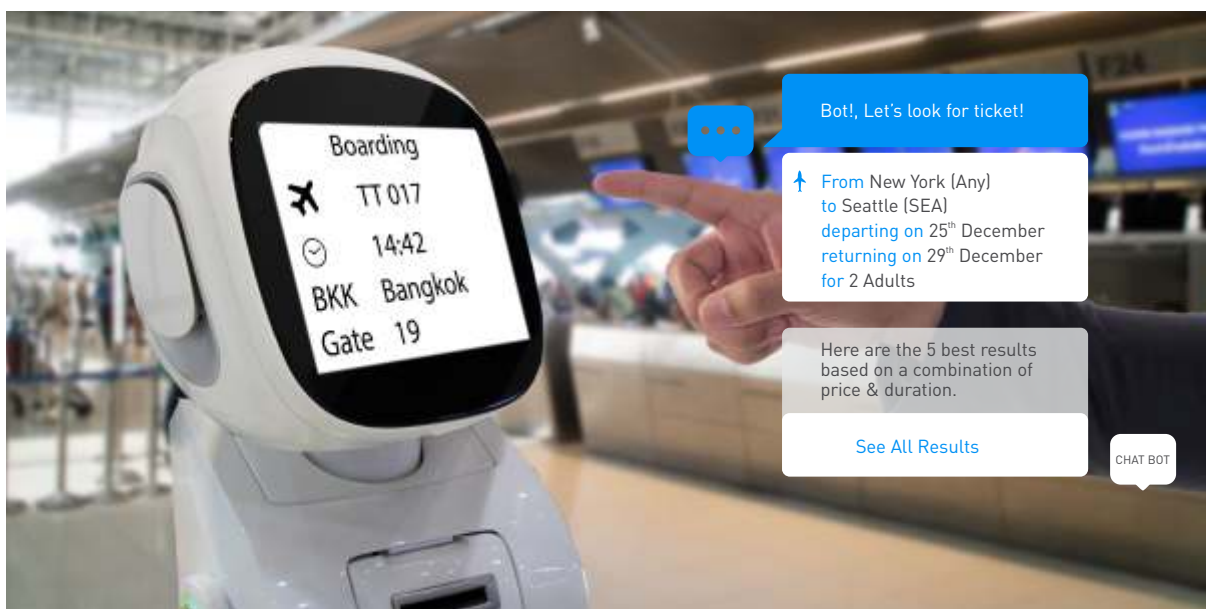 Boarding
TT 017
14:42
BKK Bangkok
Gate 19
F24
Bot!, Let's look for ticket!
From New York (Any)
to Seattle (SEA)
departing on 25th December
returning on 29th December
for 2 Adults
Here are the 5 best results
based on a combination of
price & duration.
See All Results
CHAT BOT